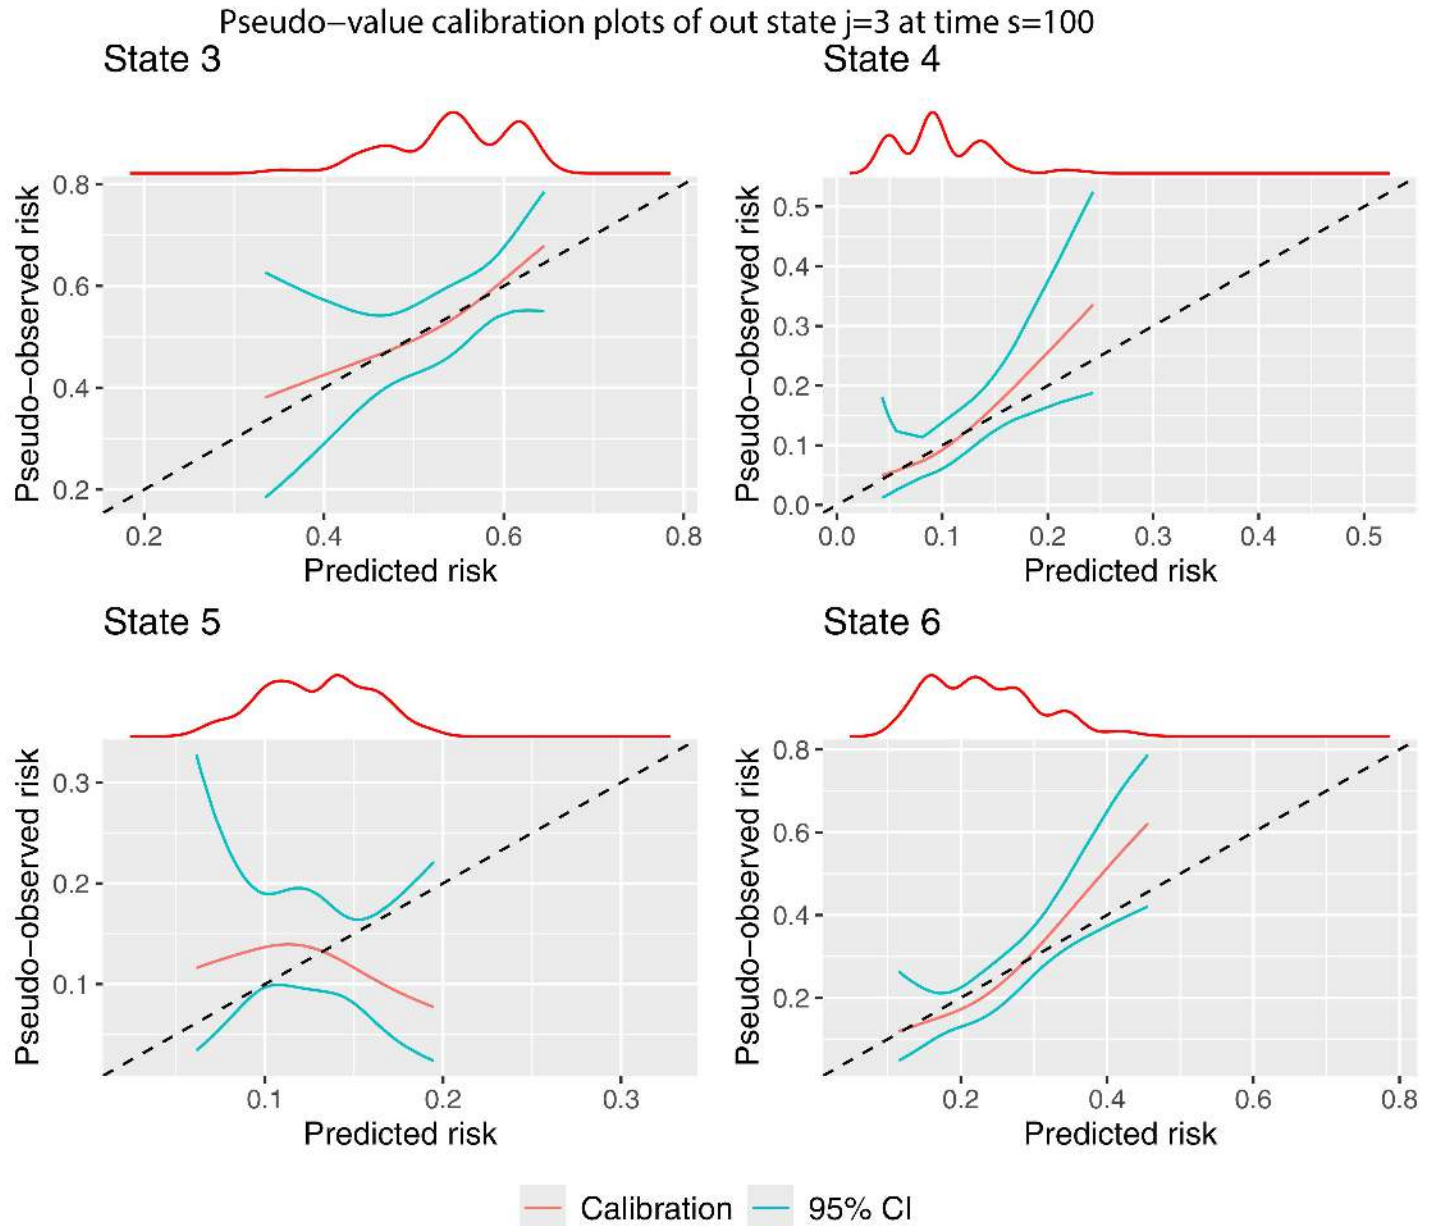 Pseudo−value calibration plots of out state j=3 at time s=100
State 3
State 4
0.8
0.6
0.4
0.2
Pseudo−observed risk
0.2 0.4 0.6 0.8
Predicted risk
0.5
0.4
0.3
0.2
0.1
0.0
Pseudo−observed risk
0.0 0.1 0.2 0.3 0.4 0.5
Predicted risk
State 5
State 6
0.3
0.2
0.1
Pseudo−observed risk
0.1 0.2 0.3
Predicted risk
0.8
0.6
0.4
0.2
Pseudo−observed risk
0.2 0.4 0.6 0.8
Predicted risk
Calibration 95% CI